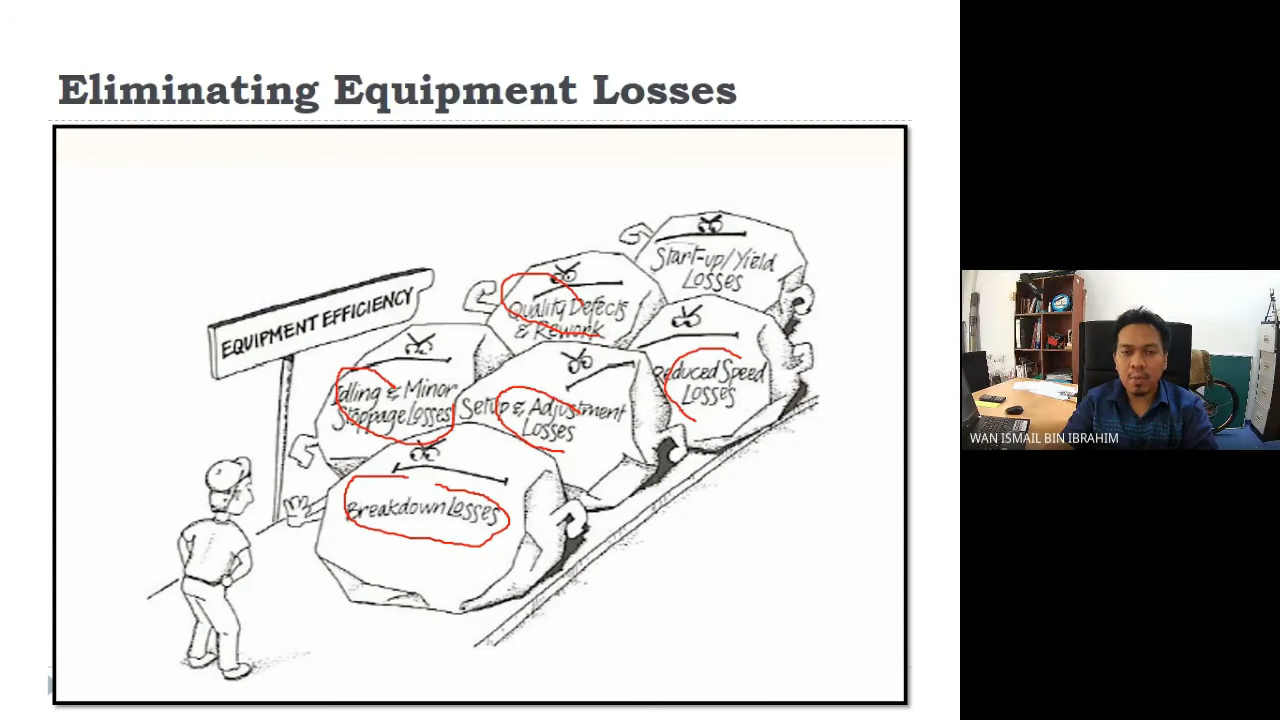 Eliminating Equipment Losses
EQUIPMENT EFFICIENCY
Start-up/Yield
Losses
Quality Defects
& Rework
Reduced Speed
Losses
Idling & Minor
Stoppage Losses
Setup & Adjustment
Losses
Breakdown Losses
WAN ISMAIL BIN IBRAHIM